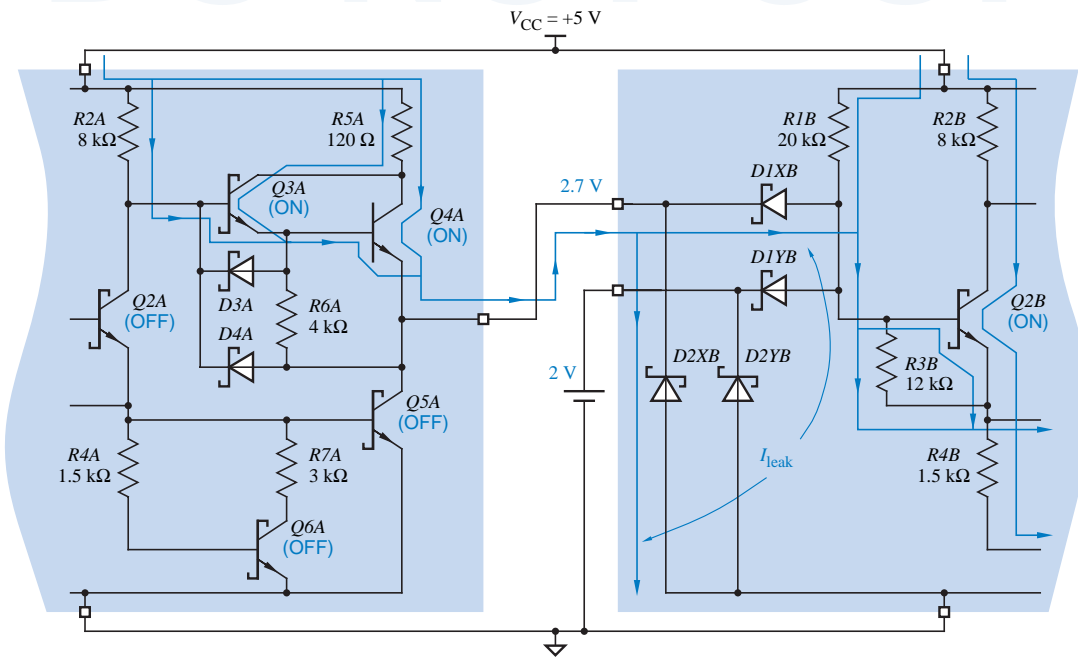 V_CC = +5 V
R2A
8 kΩ
R5A
120 Ω
R1B
20 kΩ
R2B
8 kΩ
Q3A
(ON)
Q4A
(ON)
2.7 V
D1XB
D1YB
D3A
R6A
4 kΩ
Q2A
(OFF)
D4A
Q2B
(ON)
2 V
D2XB
D2YB
R3B
12 kΩ
Q5A
(OFF)
R4A
1.5 kΩ
R7A
3 kΩ
I_leak
R4B
1.5 kΩ
Q6A
(OFF)